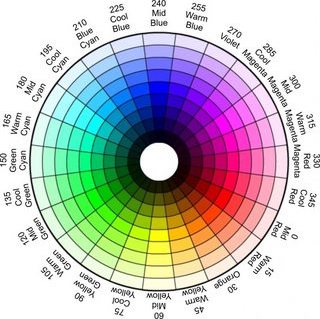 240
Mid
Blue
255
Warm
Blue
270
Violet
285
Cool
Magenta
300
Mid
Magenta
315
Warm
Magenta
330
Red
Magenta
345
Cool
Red
0
Mid
Red
15
Warm
30
Orange
45
Warm
Yellow
60
Mid
Yellow
75
Cool
Yellow
90
Yellow
Green
105
Warm
Green
120
Mid
Green
135
Cool
Green
150
Green
Cyan
165
Warm
Cyan
180
Mid
Cyan
195
Cool
Cyan
210
Blue
Cyan
225
Cool
Blue